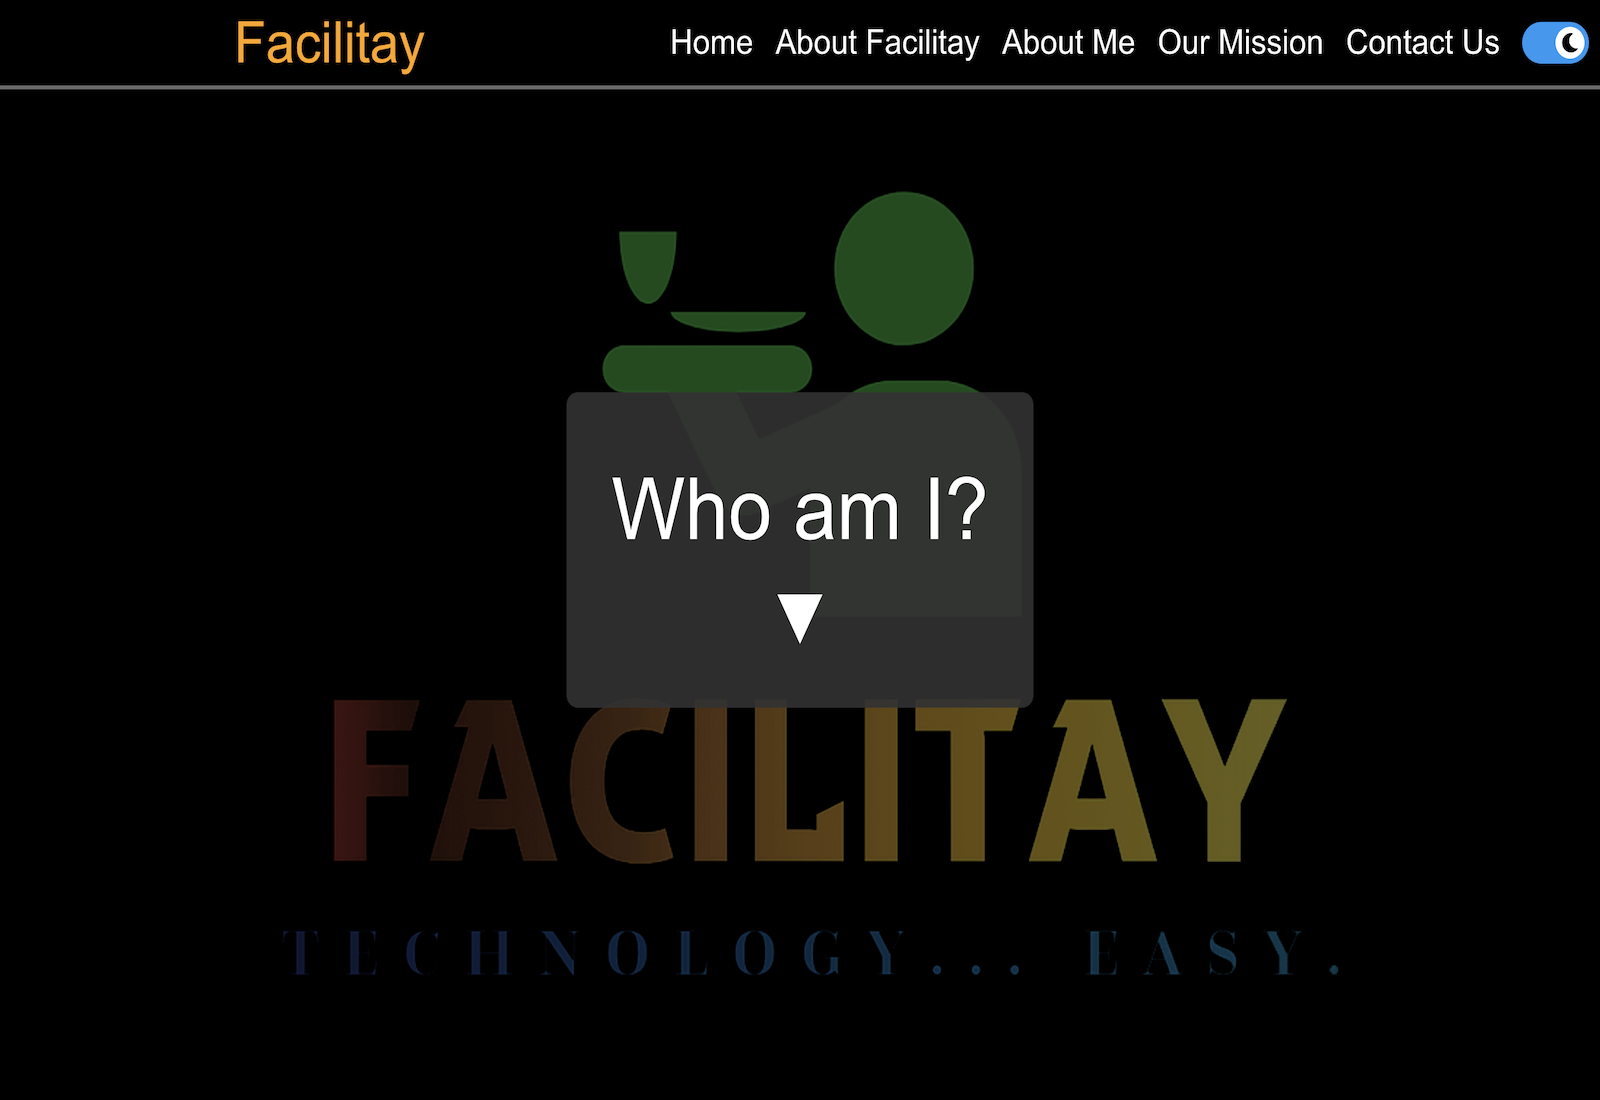 Facilitay
Home About Facilitay About Me Our Mission Contact Us
Who am I?
FACILITAY
TECHNOLOGY... EASY.